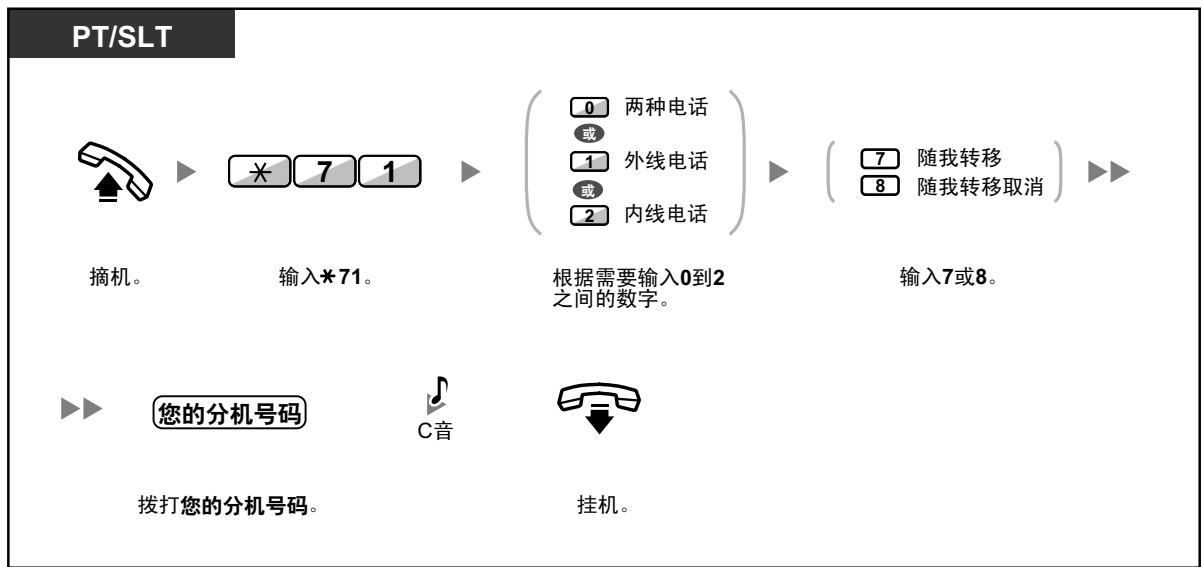 PT/SLT
0 两种电话
或
✳ 7 1
1 外线电话
7 随我转移
8 随我转移取消
或
2 内线电话
摘机。
输入✳71。
根据需要输入0到2
之间的数字。
输入7或8。
您的分机号码
C音
拨打您的分机号码。
挂机。